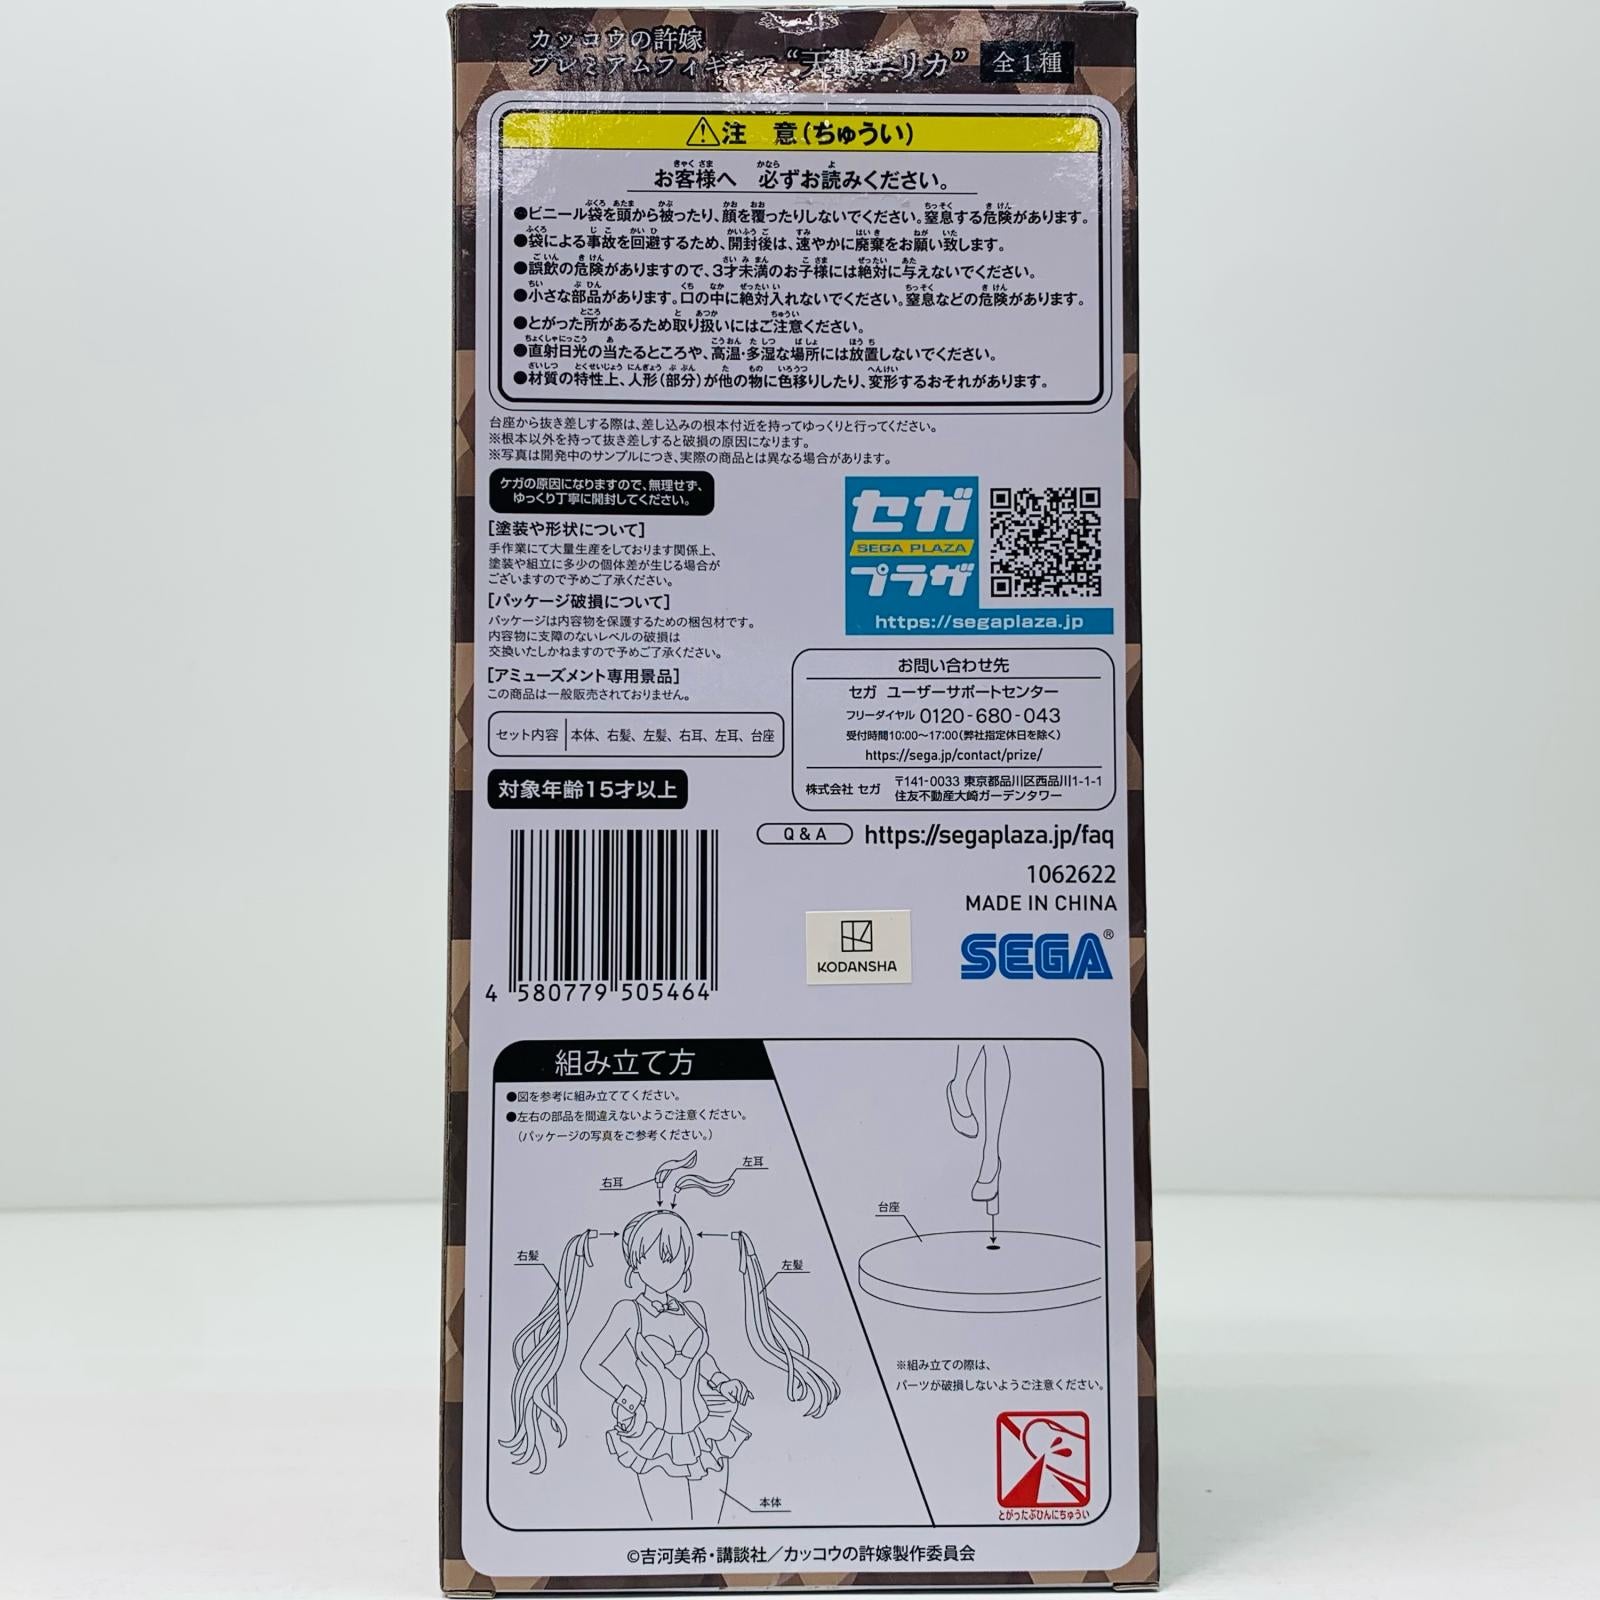 カッコウの許嫁
プレミアムフィギュア "天野エリカ" 全1種
注 意(ちゅうい)
お客様へ 必ずお読みください。
●ビニール袋を頭から被ったり、顔を覆ったりしないでください。窒息する危険があります。
●袋による事故を回避するため、開封後は、速やかに廃棄をお願い致します。
●誤飲の危険がありますので、3才未満のお子様には絶対に与えないでください。
●小さな部品があります。口の中に絶対入れないでください。窒息などの危険があります。
●とがった所があるため取り扱いにはご注意ください。
●直射日光の当たるところや、高温・多湿な場所には放置しないでください。
●材質の特性上、人形(部分)が他の物に色移りしたり、変形するおそれがあります。
台座から抜き差しする際は、差し込みの根本付近を持ってゆっくりと行ってください。
※根本以外を持って抜き差しすると破損の原因になります。
※写真は開発中のサンプルにつき、実際の商品とは異なる場合があります。
ケガの原因になりますので、無理せず、
ゆっくり丁寧に開封してください。
[塗装や形状について]
手作業にて大量生産をしております関係上、
塗装や組立に多少の個体差が生じる場合が
ございますので予めご了承ください。
[パッケージ破損について]
パッケージは内容物を保護するための梱包材です。
内容物に支障のないレベルの破損は
交換いたしかねますので予めご了承ください。
[アミューズメント専用景品]
この商品は一般販売されておりません。
セット内容 本体、右髪、左髪、右耳、左耳、台座
対象年齢15才以上
セガ
SEGA PLAZA
プラザ
https://segaplaza.jp
お問い合わせ先
セガ ユーザーサポートセンター
フリーダイヤル 0120-680-043
受付時間10:00〜17:00(弊社指定休日を除く)
https://sega.jp/contact/prize/
株式会社 セガ 〒141-0033 東京都品川区西品川1-1-1
住友不動産大崎ガーデンタワー
Q & A https://segaplaza.jp/faq
1062622
MADE IN CHINA
KODANSHA
SEGA®
4 580779 505464
組み立て方
●図を参考に組み立ててください。
●左右の部品を間違えないようご注意ください。
(パッケージの写真をご参考ください。)
左耳
右耳
右髪
左髪
本体
台座
※組み立ての際は、
パーツが破損しないようご注意ください。
とがったぶひんにちゅうい
©吉河美希・講談社／カッコウの許嫁製作委員会